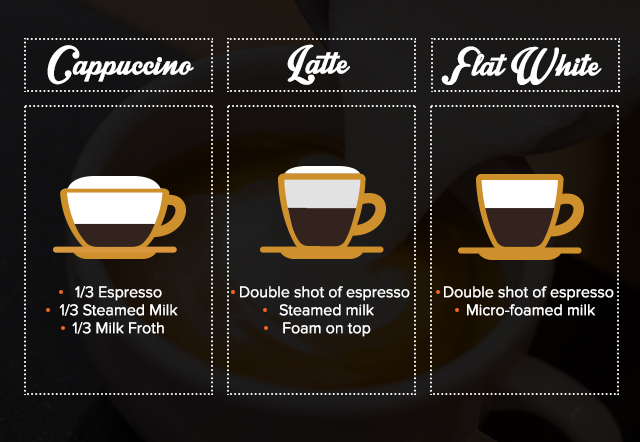 Cappuccino
Latte
Flat White
• 1/3 Espresso
• 1/3 Steamed Milk
• 1/3 Milk Froth
• Double shot of espresso
• Steamed milk
• Foam on top
• Double shot of espresso
• Micro-foamed milk